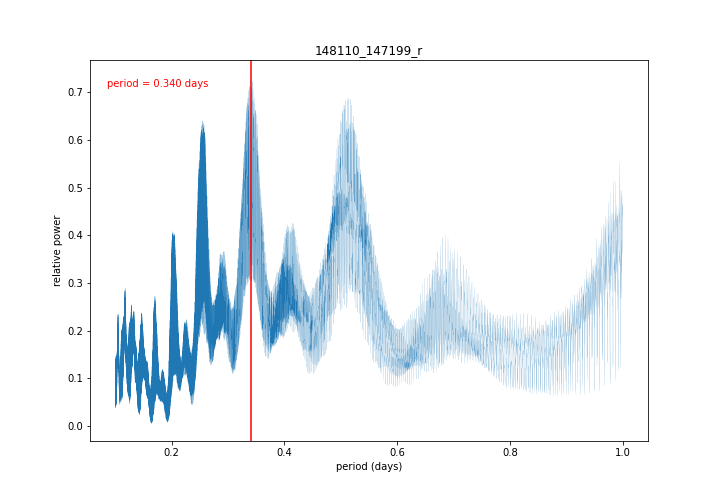 148110_147199_r
period = 0.340 days
relative power
0.7
0.6
0.5
0.4
0.3
0.2
0.1
0.0
0.2 0.4 0.6 0.8 1.0
period (days)